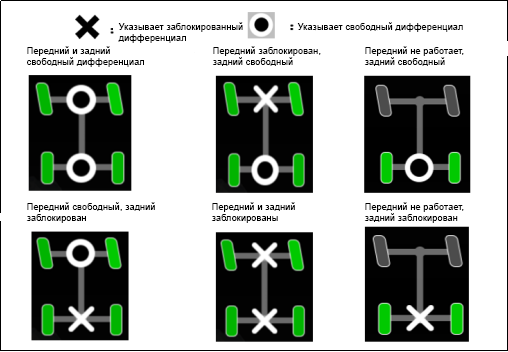 : Указывает заблокированный
дифференциал
: Указывает свободный дифференциал
Передний и задний
свободный дифференциал
Передний заблокирован,
задний свободный
Передний не работает,
задний свободный
Передний свободный, задний
заблокирован
Передний и задний
заблокированы
Передний не работает,
задний заблокирован